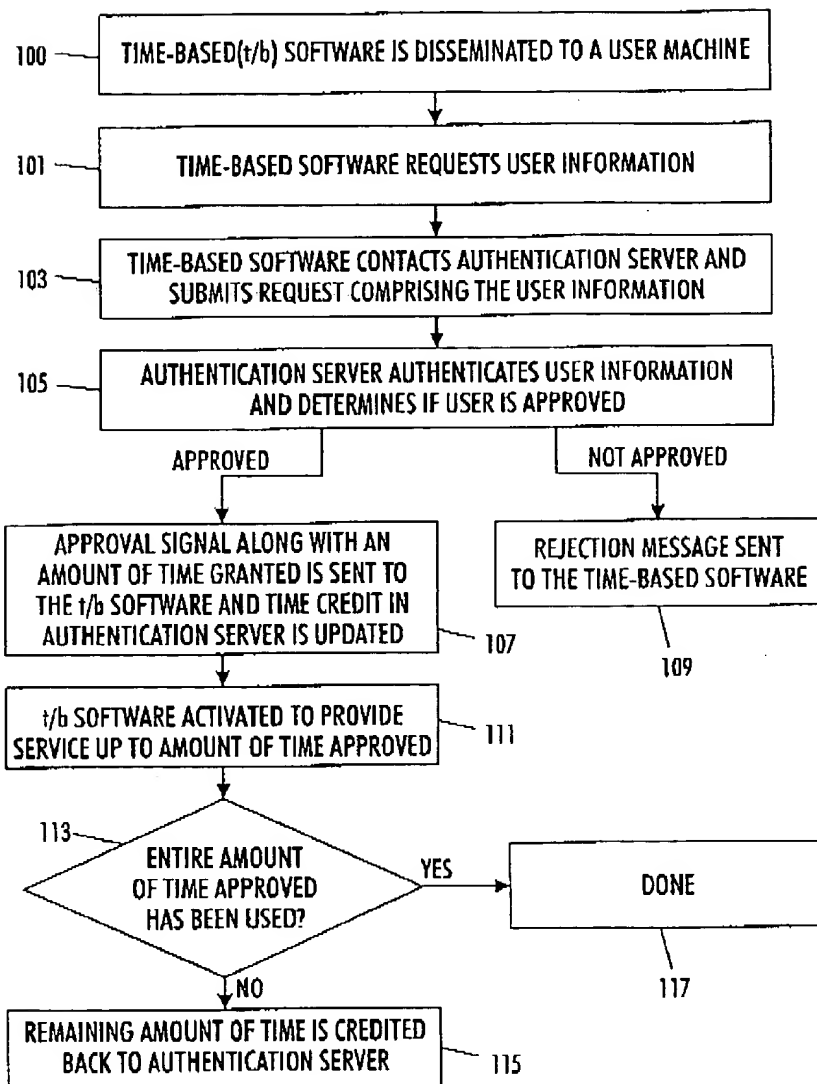 100
TIME-BASED(t/b) SOFTWARE IS DISSEMINATED TO A USER MACHINE
101
TIME-BASED SOFTWARE REQUESTS USER INFORMATION
103
TIME-BASED SOFTWARE CONTACTS AUTHENTICATION SERVER AND
SUBMITS REQUEST COMPRISING THE USER INFORMATION
105
AUTHENTICATION SERVER AUTHENTICATES USER INFORMATION
AND DETERMINES IF USER IS APPROVED
APPROVED
NOT APPROVED
APPROVAL SIGNAL ALONG WITH AN
AMOUNT OF TIME GRANTED IS SENT TO
THE t/b SOFTWARE AND TIME CREDIT IN
AUTHENTICATION SERVER IS UPDATED
107
REJECTION MESSAGE SENT
TO THE TIME-BASED SOFTWARE
109
t/b SOFTWARE ACTIVATED TO PROVIDE
SERVICE UP TO AMOUNT OF TIME APPROVED
111
113
ENTIRE AMOUNT
OF TIME APPROVED
HAS BEEN USED?
YES
DONE
117
NO
REMAINING AMOUNT OF TIME IS CREDITED
BACK TO AUTHENTICATION SERVER
115